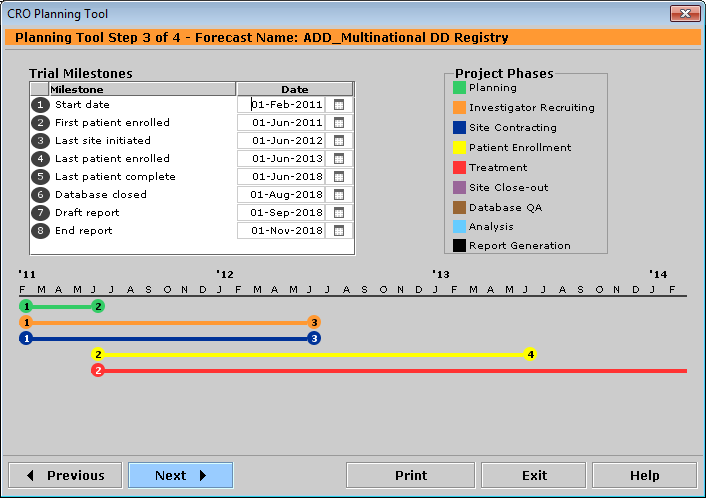 CRO Planning Tool
Planning Tool Step 3 of 4 - Forecast Name: ADD_Multinational DD Registry
Trial Milestones
Milestone Date
1 Start date 01-Feb-2011
2 First patient enrolled 01-Jun-2011
3 Last site initiated 01-Jun-2012
4 Last patient enrolled 01-Jun-2013
5 Last patient complete 01-Jun-2018
6 Database closed 01-Aug-2018
7 Draft report 01-Sep-2018
8 End report 01-Nov-2018
Project Phases
Planning
Investigator Recruiting
Site Contracting
Patient Enrollment
Treatment
Site Close-out
Database QA
Analysis
Report Generation
'11 '12 '13 '14
F M A M J J A S O N D J F M A M J J A S O N D J F M A M J J A S O N D J F
1 2
1 3
1 3
2 4
2
Previous Next Print Exit Help